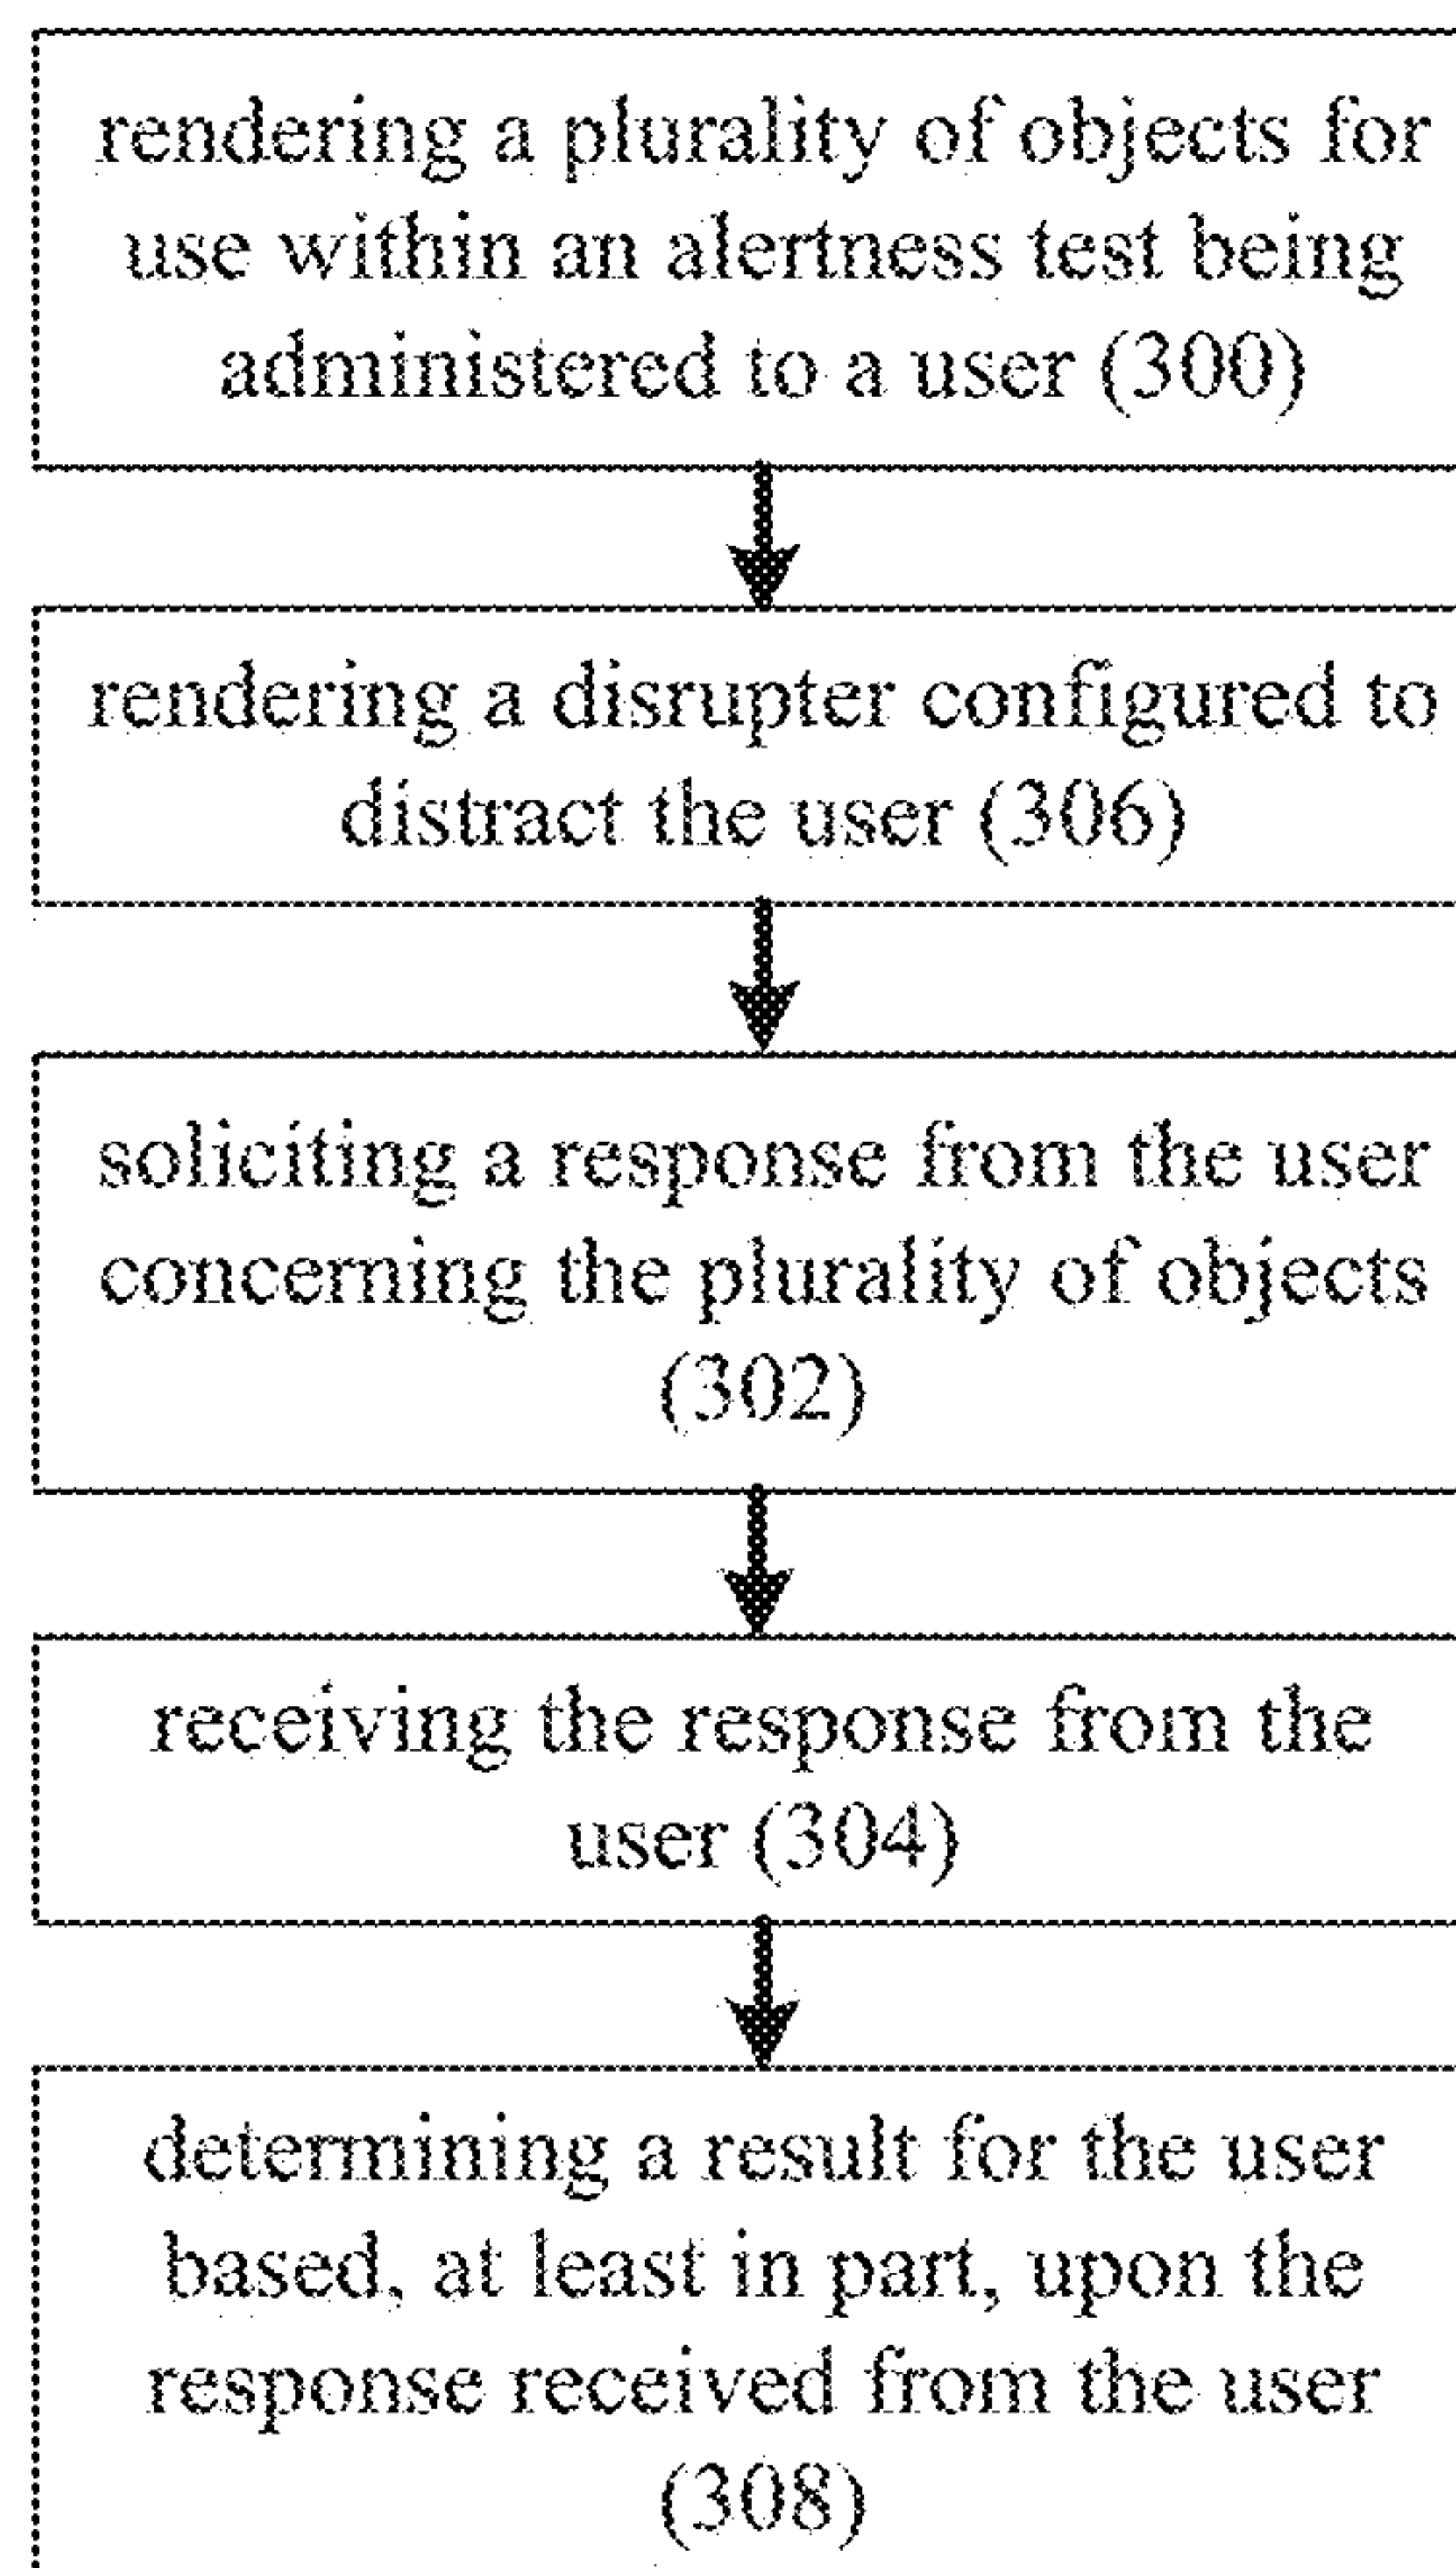 rendering a plurality of objects for
use within an alertness test being
administered to a user (300)
rendering a disrupter configured to
distract the user (306)
soliciting a response from the user
concerning the plurality of objects
(302)
receiving the response from the
user (304)
determining a result for the user
based, at least in part, upon the
response received from the user
(308)